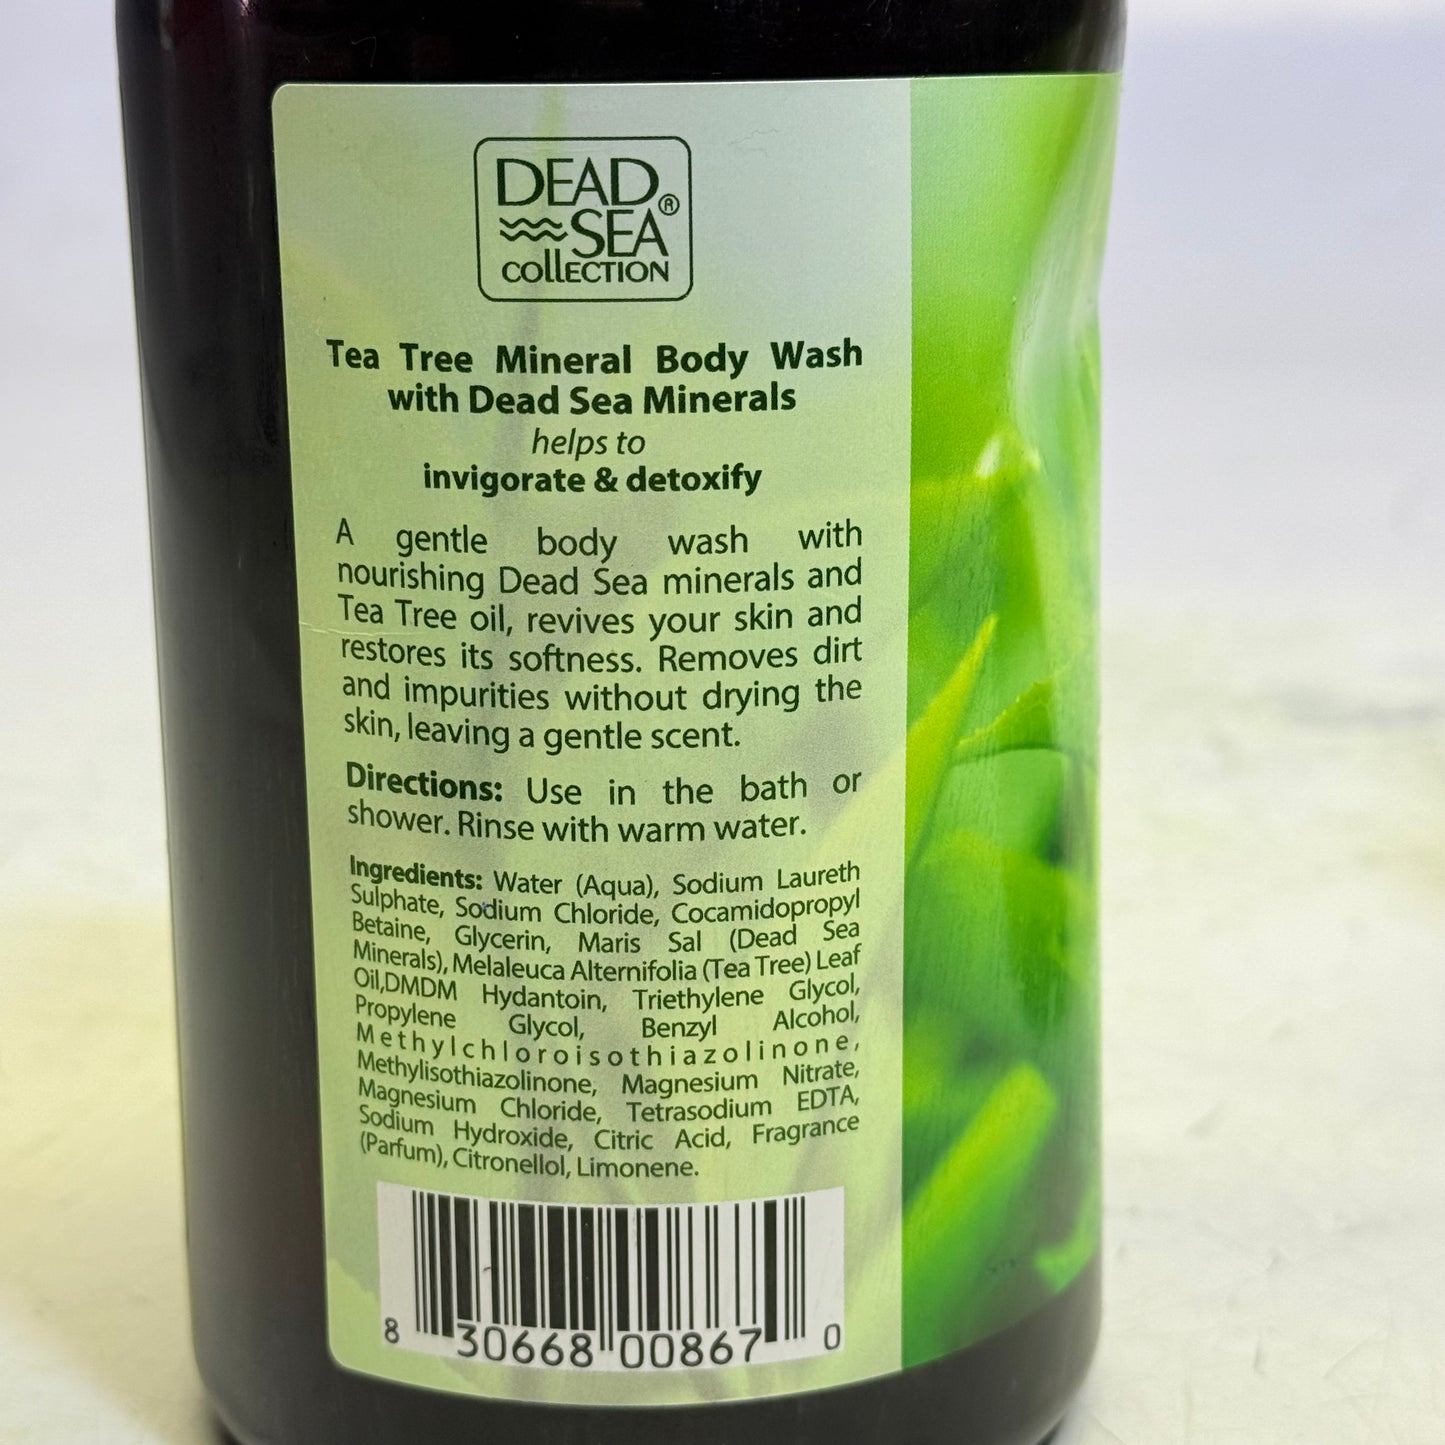 DEAD
SEA®
COLLECTION
Tea Tree Mineral Body Wash
with Dead Sea Minerals
helps to
invigorate & detoxify
A gentle body wash with
nourishing Dead Sea minerals and
Tea Tree oil, revives your skin and
restores its softness. Removes dirt
and impurities without drying the
skin, leaving a gentle scent.
Directions: Use in the bath or
shower. Rinse with warm water.
Ingredients: Water (Aqua), Sodium Laureth
Sulphate, Sodium Chloride, Cocamidopropyl
Betaine, Glycerin, Maris Sal (Dead Sea
Minerals), Melaleuca Alternifolia (Tea Tree) Leaf
Oil,DMDM Hydantoin, Triethylene Glycol,
Propylene Glycol, Benzyl Alcohol,
Methylchloroisothiazolinone,
Methylisothiazolinone, Magnesium Nitrate,
Magnesium Chloride, Tetrasodium EDTA,
Sodium Hydroxide, Citric Acid, Fragrance
(Parfum), Citronellol, Limonene.
8 30668 00867 0